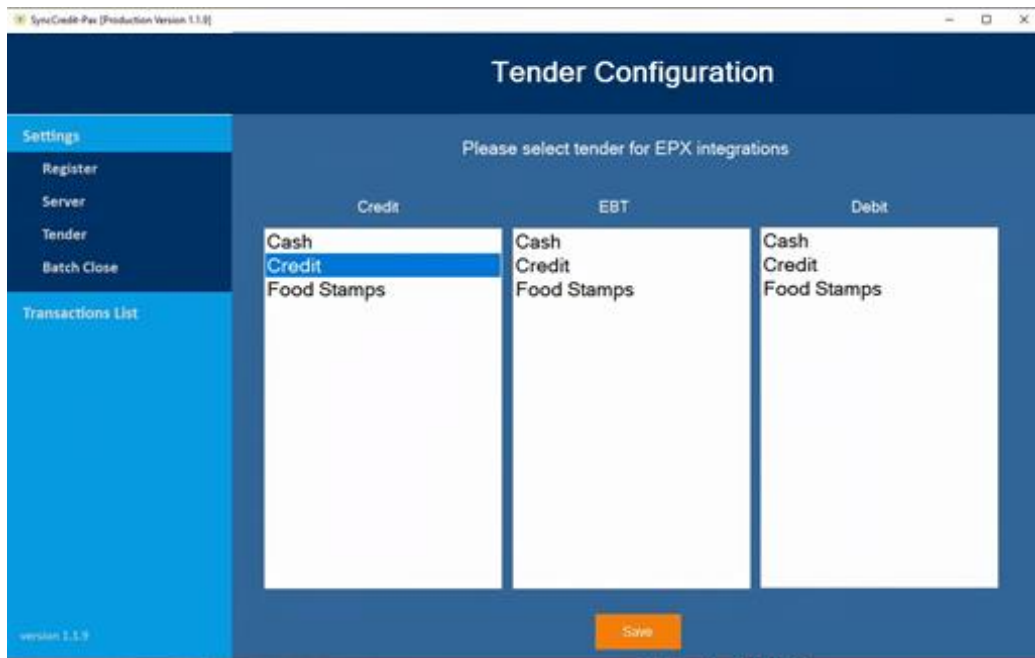 SyncCredit-Pax [Production Version 1.1.9]
Tender Configuration
Settings
Register
Server
Tender
Batch Close
Transactions List
Please select tender for EPX integrations
Credit
Cash
Credit
Food Stamps
EBT
Cash
Credit
Food Stamps
Debit
Cash
Credit
Food Stamps
Save
version 1.1.9